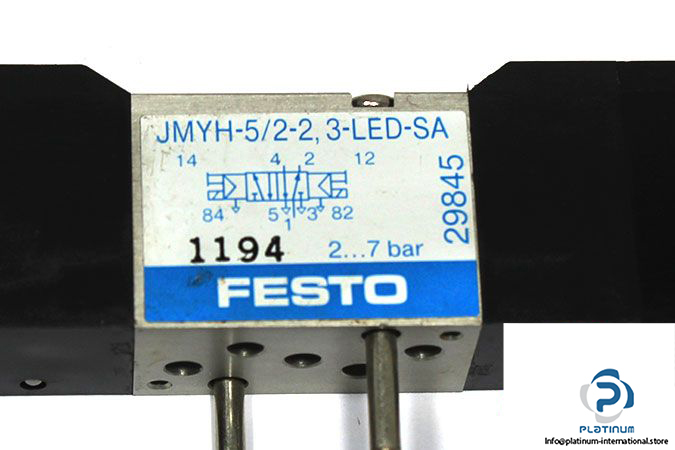 JMYH-5/2-2,3-LED-SA
14 4 2 12
84 5 3 82
1
29845
1194 2...7 bar
FESTO
PLATINUM
Info@platinum-international.store